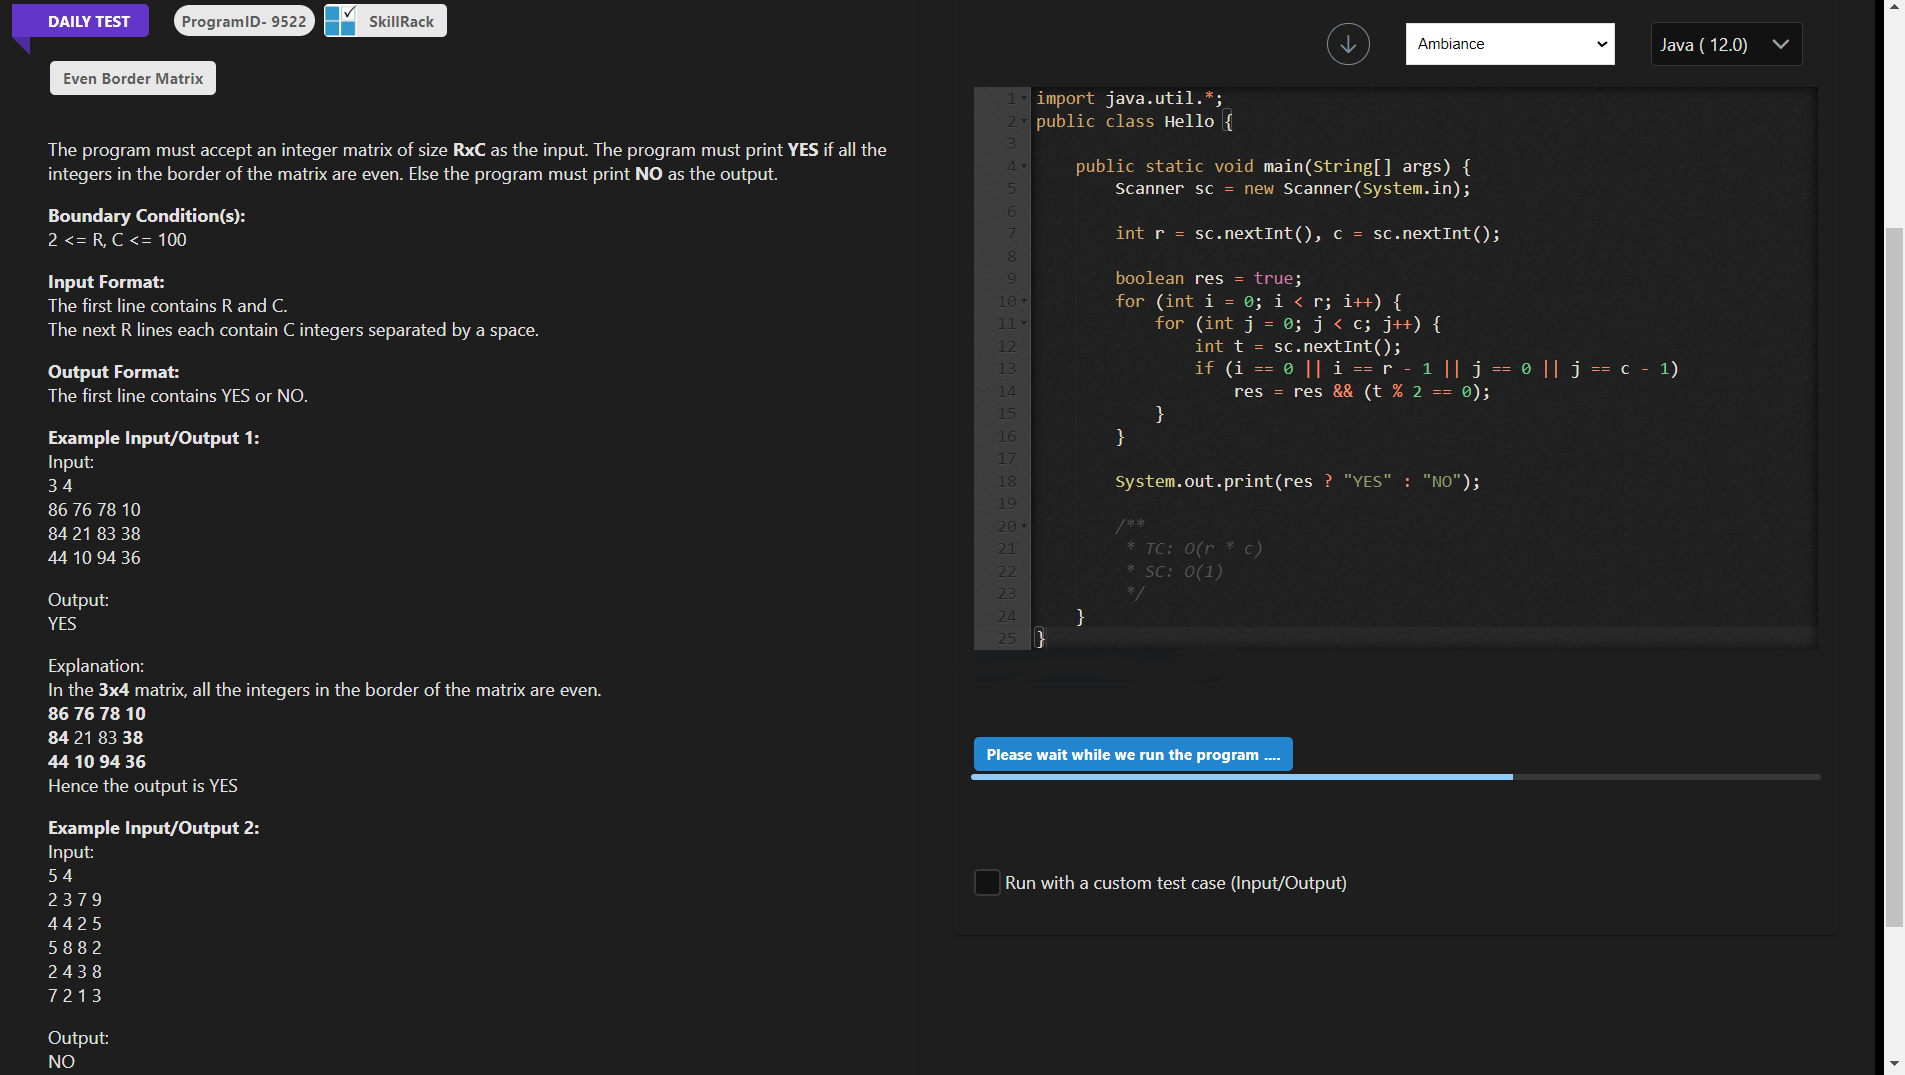 DAILY TEST
ProgramID- 9522
SkillRack
Even Border Matrix
The program must accept an integer matrix of size RxC as the input. The program must print YES if all the
integers in the border of the matrix are even. Else the program must print NO as the output.
Boundary Condition(s):
2 <= R, C <= 100
Input Format:
The first line contains R and C.
The next R lines each contain C integers separated by a space.
Output Format:
The first line contains YES or NO.
Example Input/Output 1:
Input:
3 4
86 76 78 10
84 21 83 38
44 10 94 36
Output:
YES
Explanation:
In the 3x4 matrix, all the integers in the border of the matrix are even.
86 76 78 10
84 21 83 38
44 10 94 36
Hence the output is YES
Example Input/Output 2:
Input:
5 4
2 3 7 9
4 4 2 5
5 8 8 2
2 4 3 8
7 2 1 3
Output:
NO
Ambiance
Java ( 12.0)
1 import java.util.*;
2 public class Hello {
3
4     public static void main(String[] args) {
5         Scanner sc = new Scanner(System.in);
6
7         int r = sc.nextInt(), c = sc.nextInt();
8
9         boolean res = true;
10         for (int i = 0; i < r; i++) {
11             for (int j = 0; j < c; j++) {
12                 int t = sc.nextInt();
13                 if (i == 0 || i == r - 1 || j == 0 || j == c - 1)
14                     res = res && (t % 2 == 0);
15             }
16         }
17
18         System.out.print(res ? "YES" : "NO");
19
20         /**
21          * TC: O(r * c)
22          * SC: O(1)
23          */
24     }
25 }
Please wait while we run the program ....
Run with a custom test case (Input/Output)